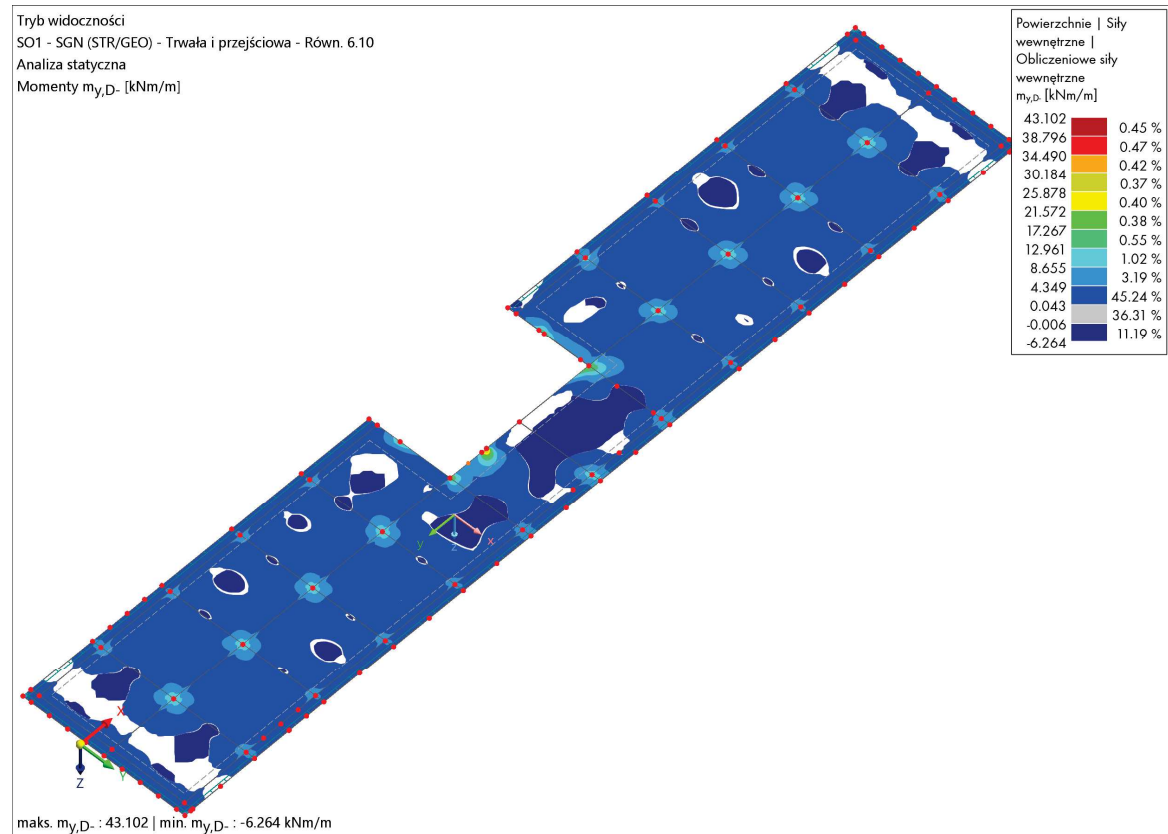 Tryb widoczności
SO1 - SGN (STR/GEO) - Trwała i przejściowa - Równ. 6.10
Analiza statyczna
Momenty my,D- [kNm/m]
Powierzchnie | Siły
wewnętrzne |
Obliczeniowe siły
wewnętrzne
my,D- [kNm/m]
43.102
0.45 %
38.796
0.47 %
34.490
0.42 %
30.184
0.37 %
25.878
0.40 %
21.572
0.38 %
17.267
0.55 %
12.961
1.02 %
8.655
3.19 %
4.349
45.24 %
0.043
36.31 %
-0.006
11.19 %
-6.264
y
z
x
X
Y
Z
maks. my,D- : 43.102 | min. my,D- : -6.264 kNm/m